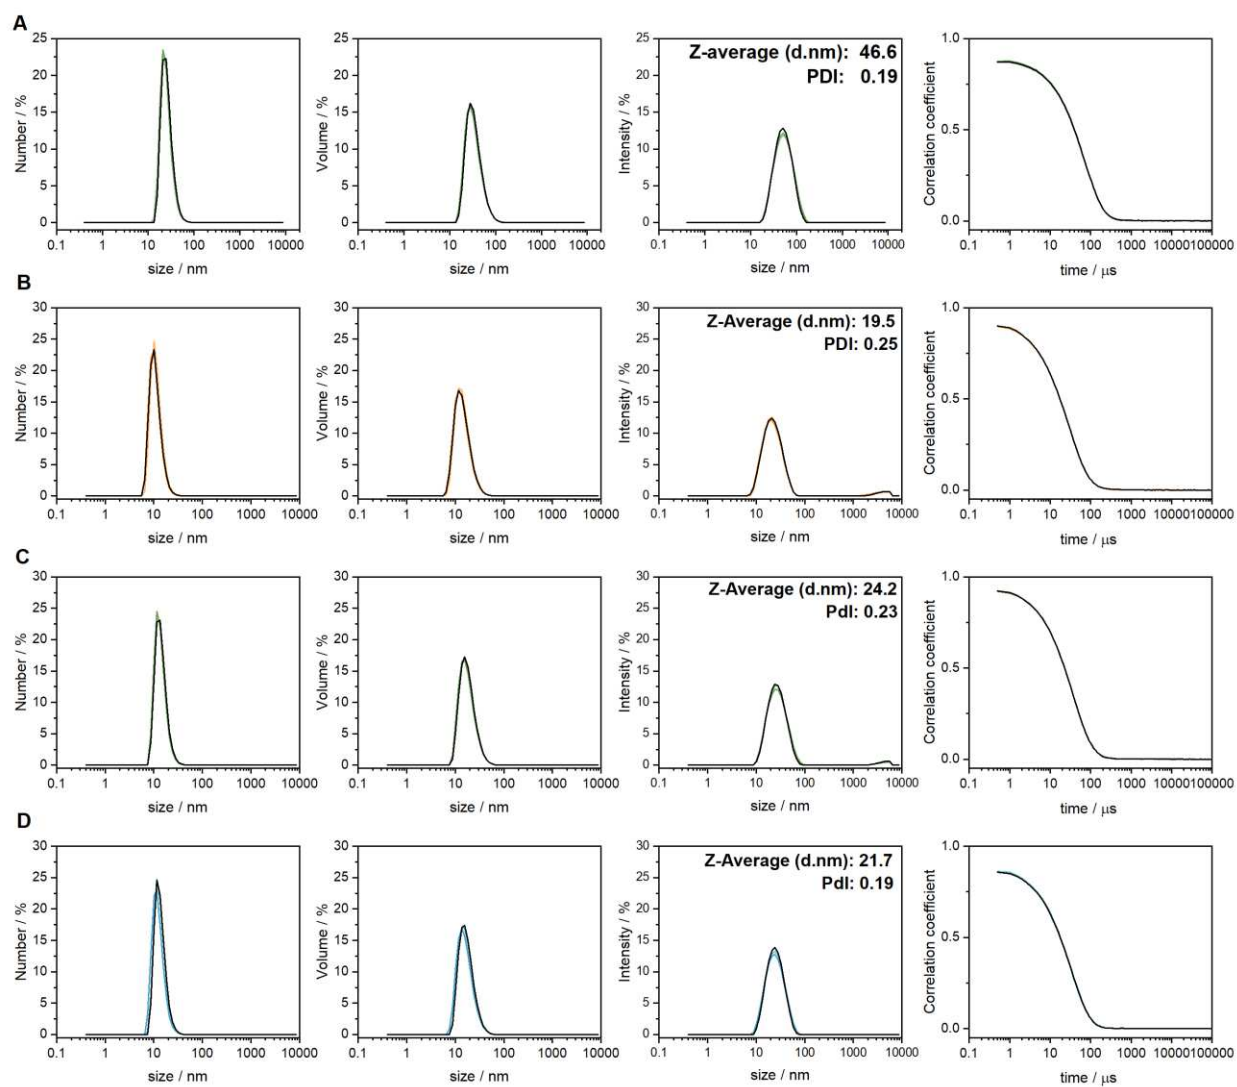 A
25
20
15
10
5
0
Number / %
0.1 1 10 100 1000 10000
size / nm
25
20
15
10
5
0
Volume / %
0.1 1 10 100 1000 10000
size / nm
Z-average (d.nm): 46.6
PDI: 0.19
25
20
15
10
5
0
Intensity / %
0.1 1 10 100 1000 10000
size / nm
1.0
0.5
0.0
Correlation coefficient
0.1 1 10 100 1000 10000100000
time / μs
B
30
25
20
15
10
5
0
Number / %
0.1 1 10 100 1000 10000
size / nm
30
25
20
15
10
5
0
Volume / %
0.1 1 10 100 1000 10000
size / nm
Z-Average (d.nm): 19.5
PDI: 0.25
30
25
20
15
10
5
0
Intensity / %
0.1 1 10 100 1000 10000
size / nm
1.0
0.5
0.0
Correlation coefficient
0.1 1 10 100 1000 10000100000
time / μs
C
30
25
20
15
10
5
0
Number / %
0.1 1 10 100 1000 10000
size / nm
30
25
20
15
10
5
0
Volume / %
0.1 1 10 100 1000 10000
size / nm
Z-Average (d.nm): 24.2
PdI: 0.23
30
25
20
15
10
5
0
Intensity / %
0.1 1 10 100 1000 10000
size / nm
1.0
0.5
0.0
Correlation coefficient
0.1 1 10 100 1000 10000100000
time / μs
D
30
25
20
15
10
5
0
Number / %
0.1 1 10 100 1000 10000
size / nm
30
25
20
15
10
5
0
Volume / %
0.1 1 10 100 1000 10000
size / nm
Z-Average (d.nm): 21.7
PdI: 0.19
30
25
20
15
10
5
0
Intensity / %
0.1 1 10 100 1000 10000
size / nm
1.0
0.5
0.0
Correlation coefficient
0.1 1 10 100 1000 10000100000
time / μs